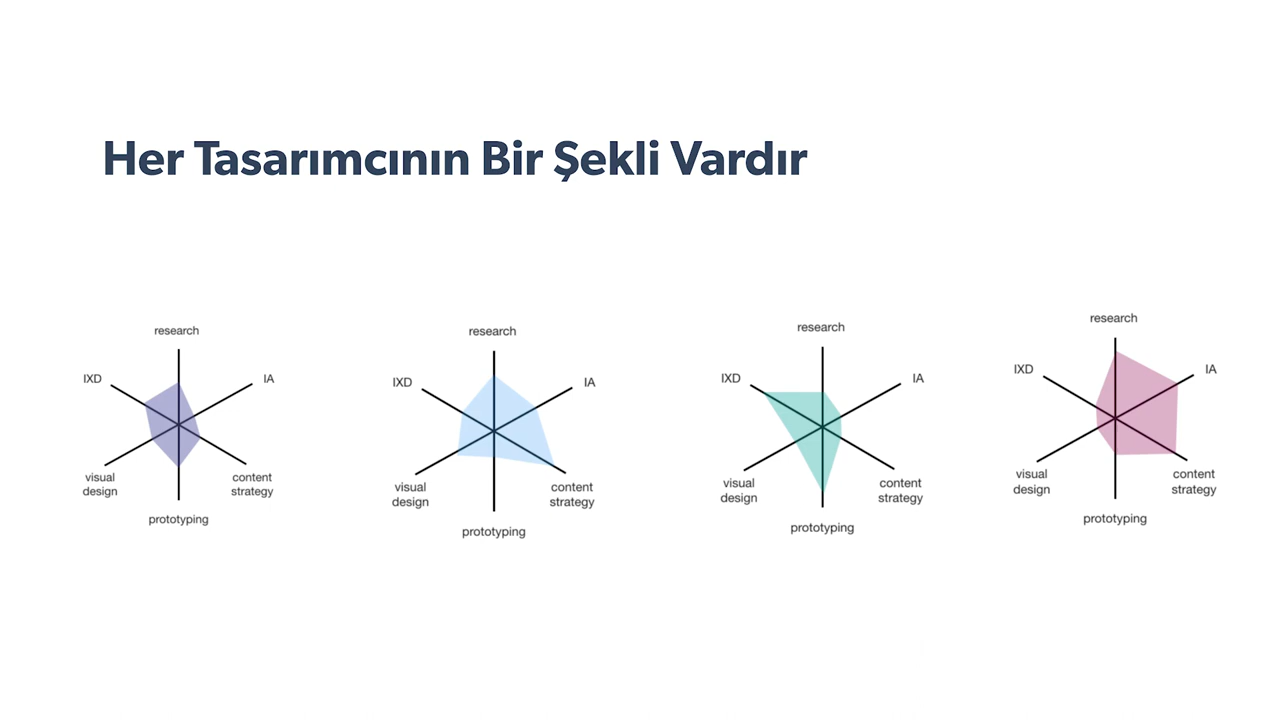 Her Tasarımcının Bir Şekli Vardır
research
IXD
IA
visual
design
content
strategy
prototyping
research
IXD
IA
visual
design
content
strategy
prototyping
research
IXD
IA
visual
design
content
strategy
prototyping
research
IXD
IA
visual
design
content
strategy
prototyping